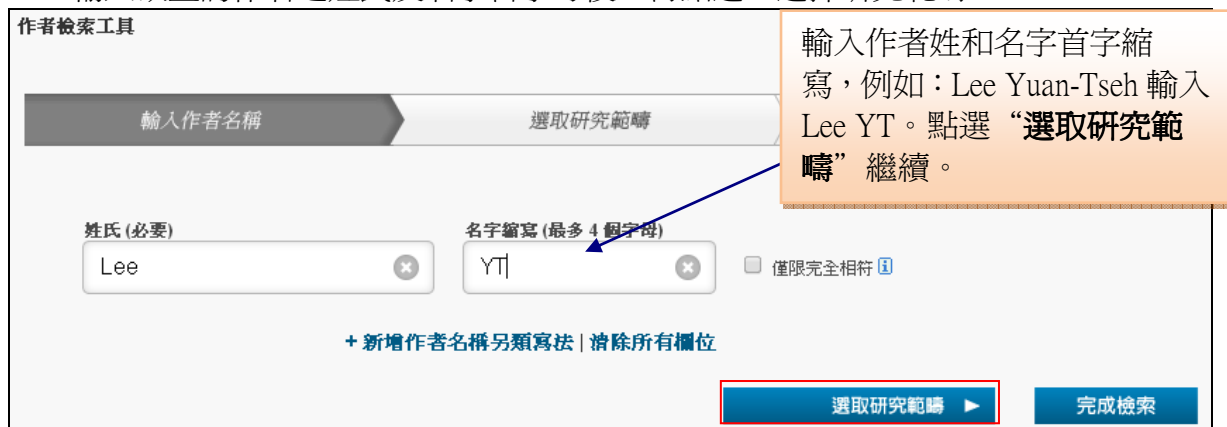 作者檢索工具
輸入作者姓和名字首字縮
寫，例如：Lee Yuan-Tseh 輸入
Lee YT。點選“選取研究範
疇”繼續。
輸入作者名稱
選取研究範疇
姓氏 (必要)
名字縮寫 (最多 4 個字母)
Lee
YT
僅限完全相符
+ 新增作者名稱另類寫法 | 清除所有欄位
選取研究範疇
完成檢索